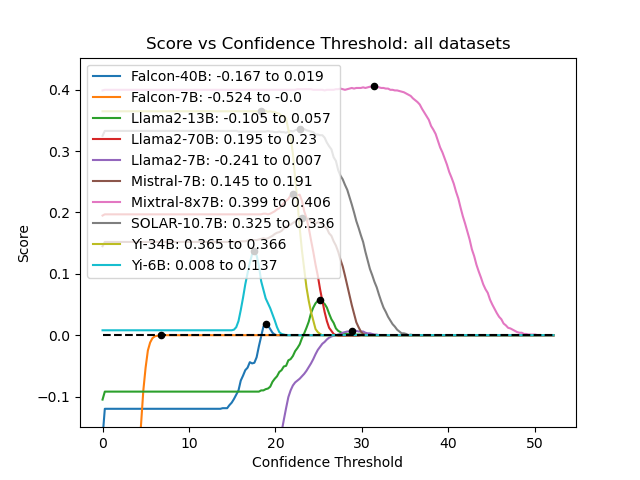 Score vs Confidence Threshold: all datasets
Falcon-40B: -0.167 to 0.019
Falcon-7B: -0.524 to -0.0
Llama2-13B: -0.105 to 0.057
Llama2-70B: 0.195 to 0.23
Llama2-7B: -0.241 to 0.007
Mistral-7B: 0.145 to 0.191
Mixtral-8x7B: 0.399 to 0.406
SOLAR-10.7B: 0.325 to 0.336
Yi-34B: 0.365 to 0.366
Yi-6B: 0.008 to 0.137
Score
0.4
0.3
0.2
0.1
0.0
−0.1
0 10 20 30 40 50
Confidence Threshold